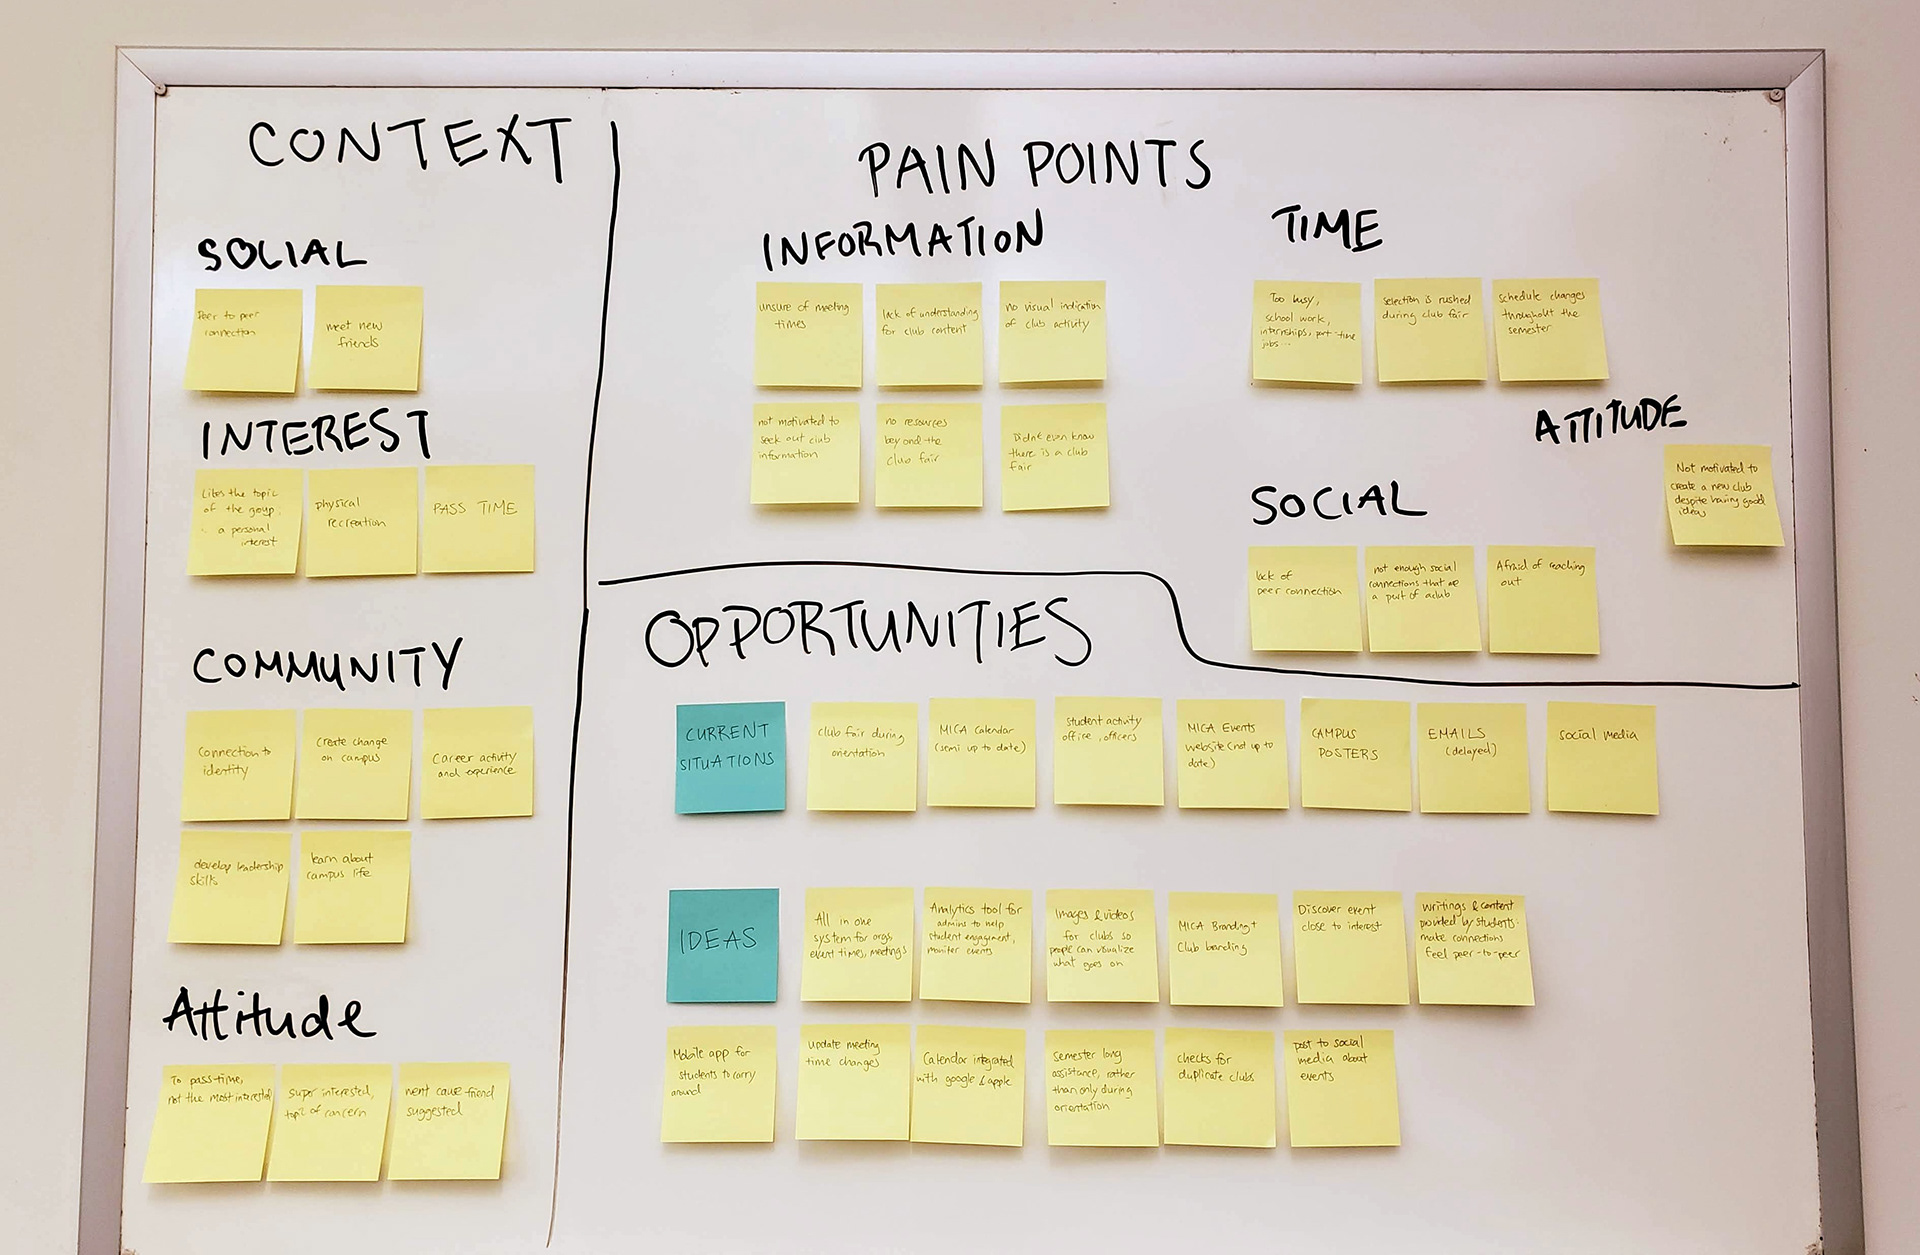 CONTEXT
SOCIAL
Peer to peer
connection
meet new
friends
INTEREST
Likes the topic
of the group.
a personal
interest
physical
recreation
PASS TIME
COMMUNITY
Connection to
identity
create change
on campus
Career activity
and experience
develop leadership
skills
learn about
campus life
Attitude
To pass-time,
not the most interested
super interested,
topic of concern
went cause friend
suggested
PAIN POINTS
INFORMATION
unsure of meeting
times
lack of understanding
for club content
no visual indication
of club activity
not motivated to
seek out club
information
no resources
beyond the
club fair
Didn't even know
there is a club
fair
TIME
Too busy,
school work,
internships, part-time
jobs...
selection is rushed
during club fair
schedule changes
throughout the
semester
ATTITUDE
Not motivated to
create a new club
despite having good
ideas
SOCIAL
lack of
peer connection
not enough social
connections that are
a part of a club
Afraid of reaching
out
OPPORTUNITIES
CURRENT
SITUATIONS
club fair during
orientation
MICA Calendar
(semi up to date)
student activity
office, officers
MICA Events
website (not up to
date)
CAMPUS
POSTERS
EMAILS
(delayed)
social media
IDEAS
All in one
system for orgs,
event times, meetings
Analytics tool for
admins to help
student engagment,
moniter events
Images & videos
for clubs so
people can visualize
what goes on
MICA Branding +
Club branding
Discover event
close to interest
writings & content
provided by students.
make connections
feel peer-to-peer
Mobile app for
students to carry
around
update meeting
time changes
Calendar integrated
with google & apple
Semester long
assistance, rather
than only during
orientation
checks for
duplicate clubs
post to social
media about
events